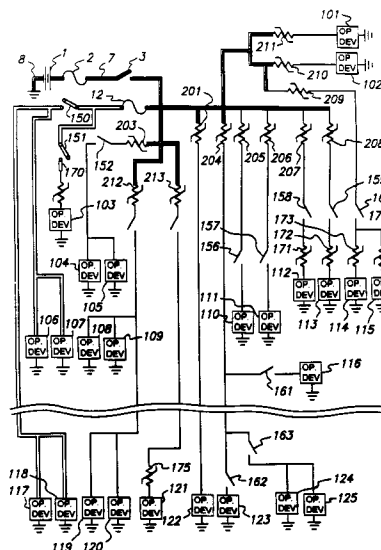 101
OP. DEV
8
1
2
7
3
211
OP. DEV
102
210
12
201
209
150
203
204
205
206
207
208
151
152
170
212
213
OP. DEV
103
158
157
156
173
172
171
OP. DEV
104
OP. DEV
105
OP. DEV
112
OP. DEV
113
OP. DEV
114
OP. DEV
115
OP. DEV
110
OP. DEV
111
OP. DEV
106
OP. DEV
107
OP. DEV
108
OP. DEV
109
161
OP. DEV
116
163
175
162
OP. DEV
117
OP. DEV
118
OP. DEV
119
OP. DEV
120
OP. DEV
121
OP. DEV
122
OP. DEV
123
OP. DEV
124
OP. DEV
125